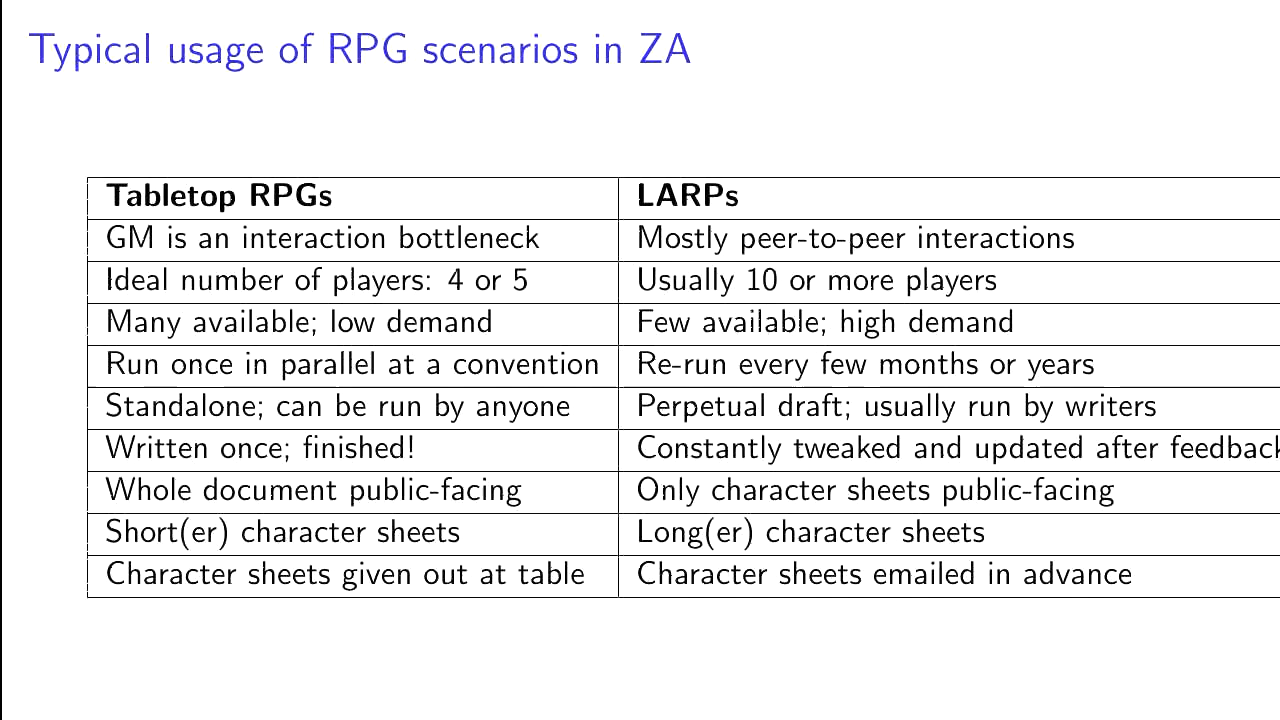 Typical usage of RPG scenarios in ZA
Tabletop RPGs LARPs
GM is an interaction bottleneck Mostly peer-to-peer interactions
Ideal number of players: 4 or 5 Usually 10 or more players
Many available; low demand Few available; high demand
Run once in parallel at a convention Re-run every few months or years
Standalone; can be run by anyone Perpetual draft; usually run by writers
Written once; finished! Constantly tweaked and updated after feedback
Whole document public-facing Only character sheets public-facing
Short(er) character sheets Long(er) character sheets
Character sheets given out at table Character sheets emailed in advance